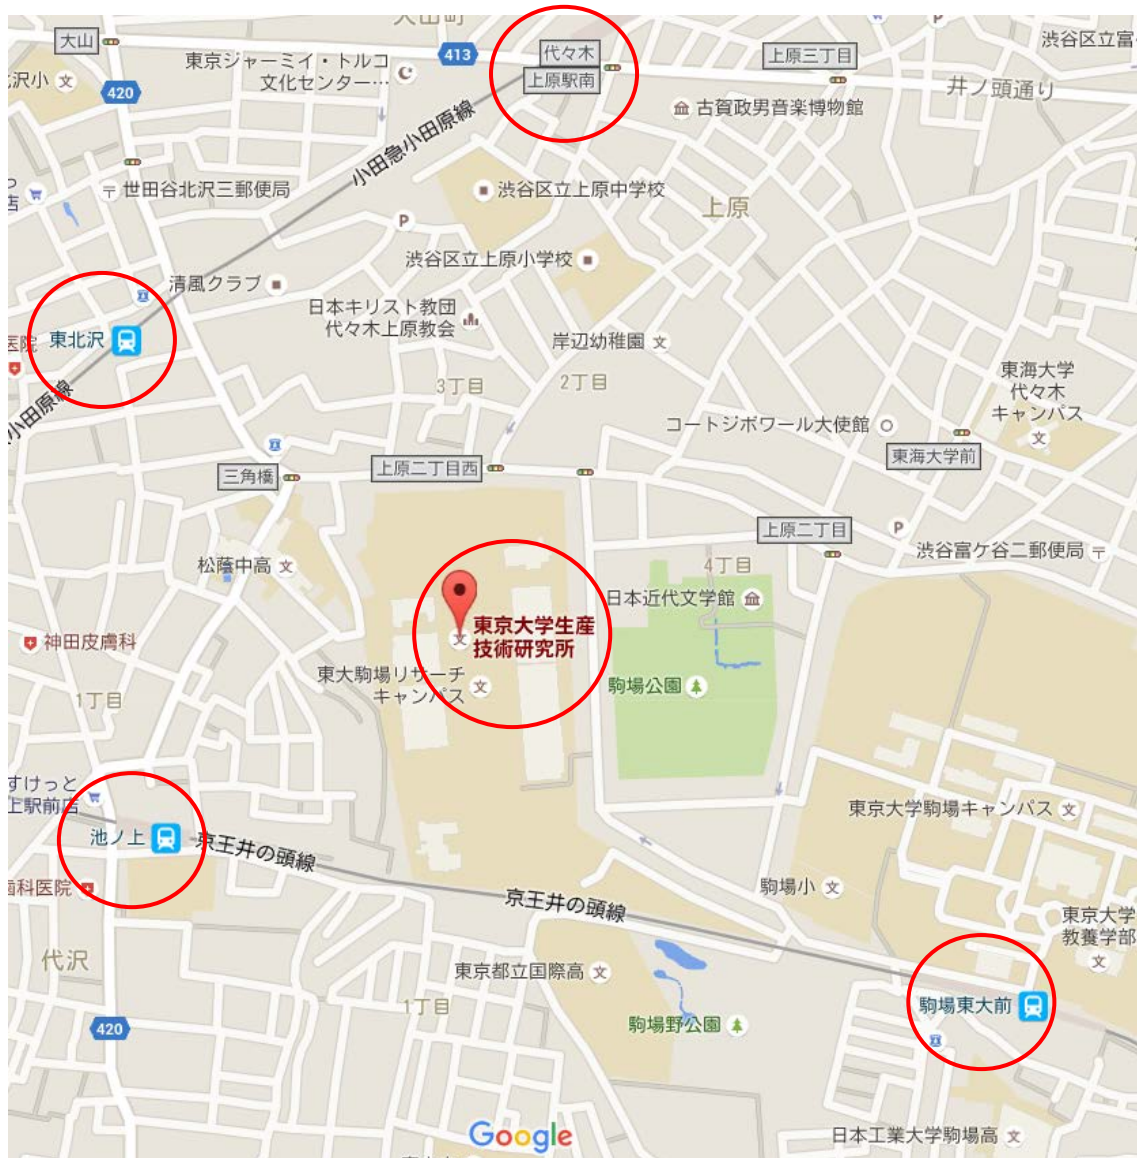 大山町
大山
413
代々木
上原駅南
上原三丁目
渋谷区立富
東京ジャーミイ・トルコ
文化センター…
沢小
420
井ノ頭通り
古賀政男音楽博物館
小田急小田原線
世田谷北沢三郵便局
店
渋谷区立上原中学校
上原
P
P
清風クラブ
渋谷区立上原小学校
日本キリスト教団
代々木上原教会
東北沢
医院
岸辺幼稚園
東海大学
代々木
キャンパス
3丁目
2丁目
小田原線
コートジボワール大使館
東海大学前
三角橋
上原二丁目西
上原二丁目
P
渋谷富ケ谷二郵便局
松蔭中高
4丁目
日本近代文学館
東京大学生産
技術研究所
神田皮膚科
東大駒場リサーチ
キャンパス
駒場公園
1丁目
すけっと
上駅前店
東京大学駒場キャンパス
池ノ上
京王井の頭線
歯科医院
京王井の頭線
駒場小
東京大学
教養学部
代沢
東京都立国際高
1丁目
駒場東大前
420
駒場野公園
Google
日本工業大学駒場高